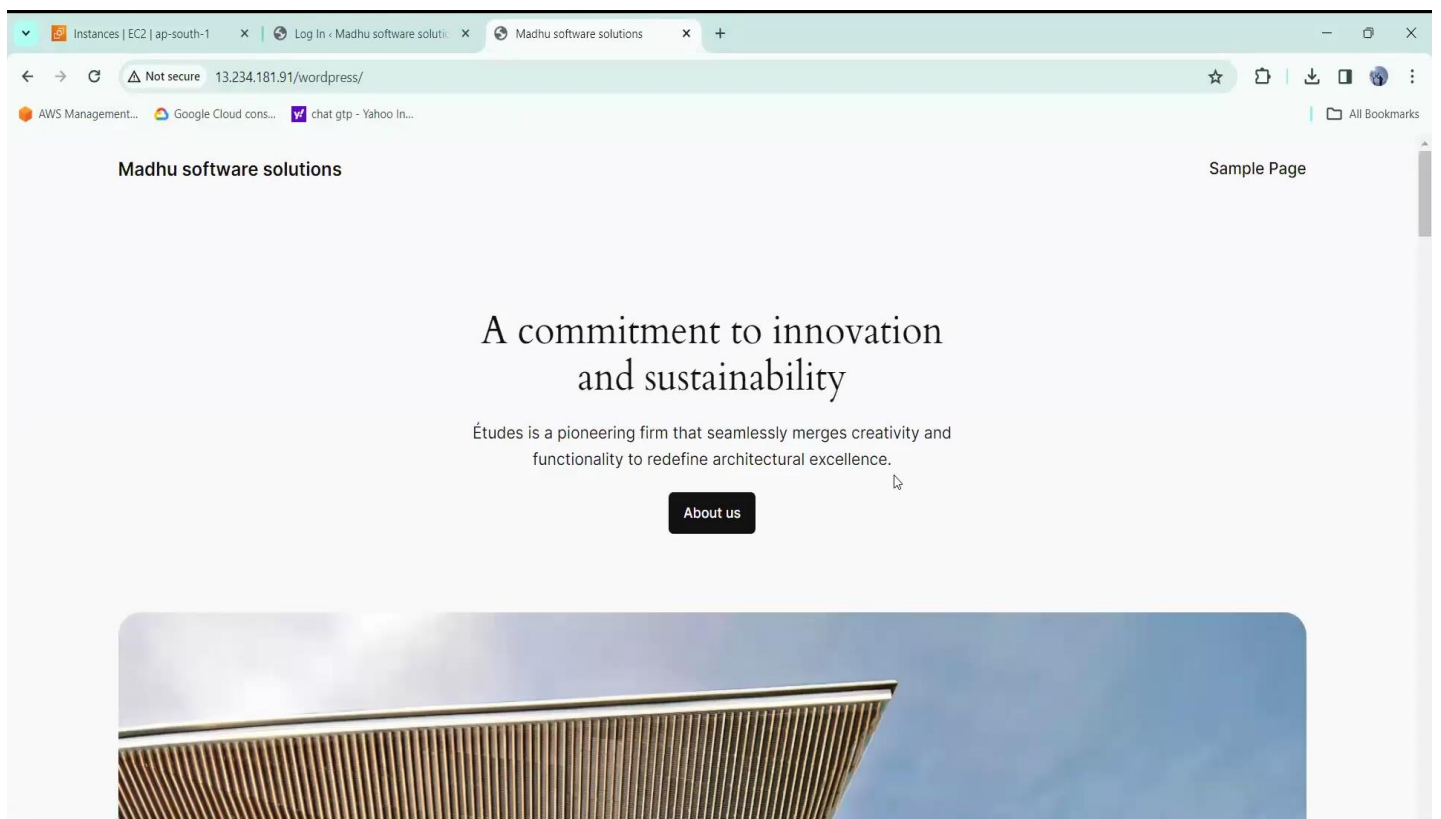 Instances | EC2 | ap-south-1
Log In ‹ Madhu software soluti
Madhu software solutions
Not secure
13.234.181.91/wordpress/
AWS Management...
Google Cloud cons...
chat gtp - Yahoo In...
All Bookmarks
Madhu software solutions
Sample Page
A commitment to innovation
and sustainability
Études is a pioneering firm that seamlessly merges creativity and
functionality to redefine architectural excellence.
About us